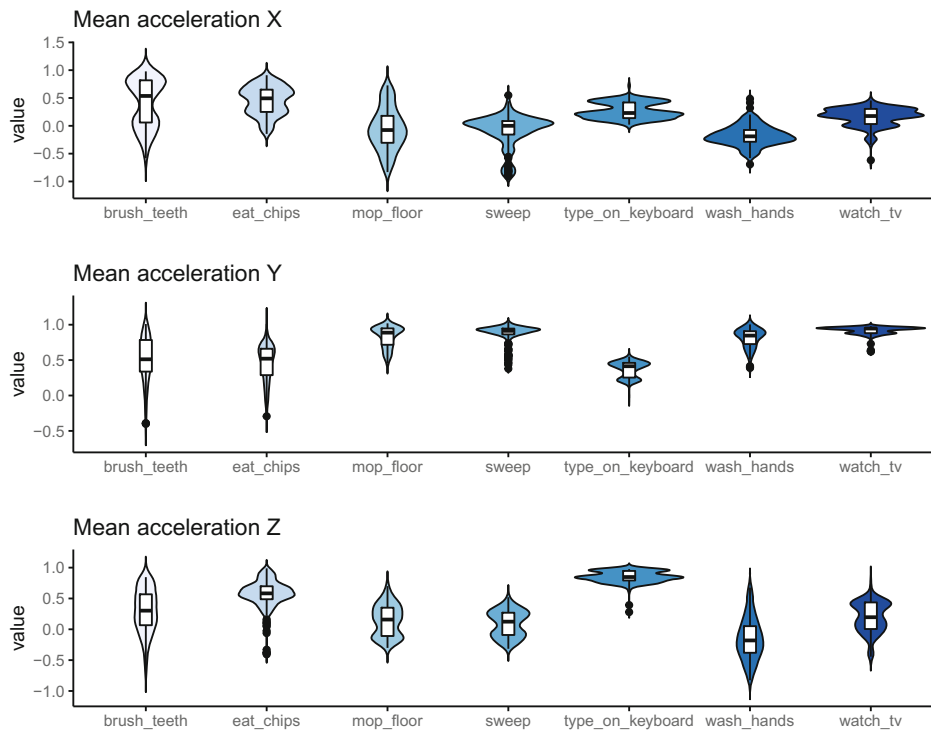 Mean acceleration X
1.5
1.0
0.5
0.0
−0.5
−1.0
value
brush_teeth eat_chips mop_floor sweep type_on_keyboard wash_hands watch_tv
Mean acceleration Y
1.0
0.5
0.0
−0.5
value
brush_teeth eat_chips mop_floor sweep type_on_keyboard wash_hands watch_tv
Mean acceleration Z
1.0
0.5
0.0
−0.5
−1.0
value
brush_teeth eat_chips mop_floor sweep type_on_keyboard wash_hands watch_tv